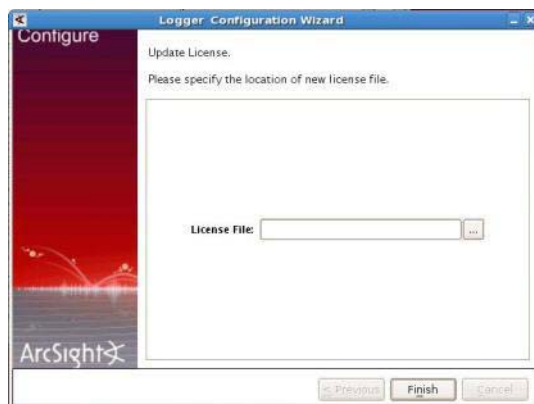 Logger Configuration Wizard
Configure
Update License.
Please specify the location of new license file.
License File:
...
ArcSight
< Previous
Finish
Cancel